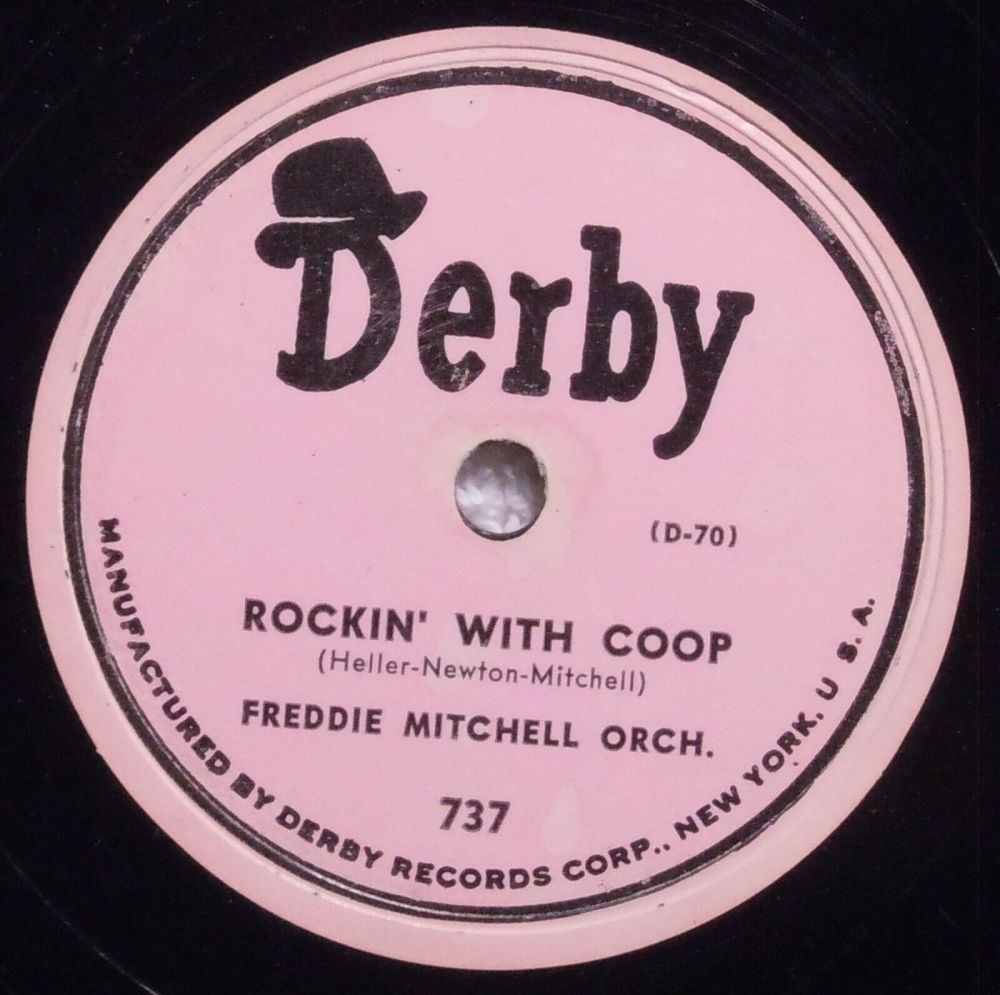 Derby
(D-70)
ROCKIN' WITH COOP
(Heller-Newton-Mitchell)
FREDDIE MITCHELL ORCH.
737
MANUFACTURED BY DERBY RECORDS CORP., NEW YORK, U S. A.